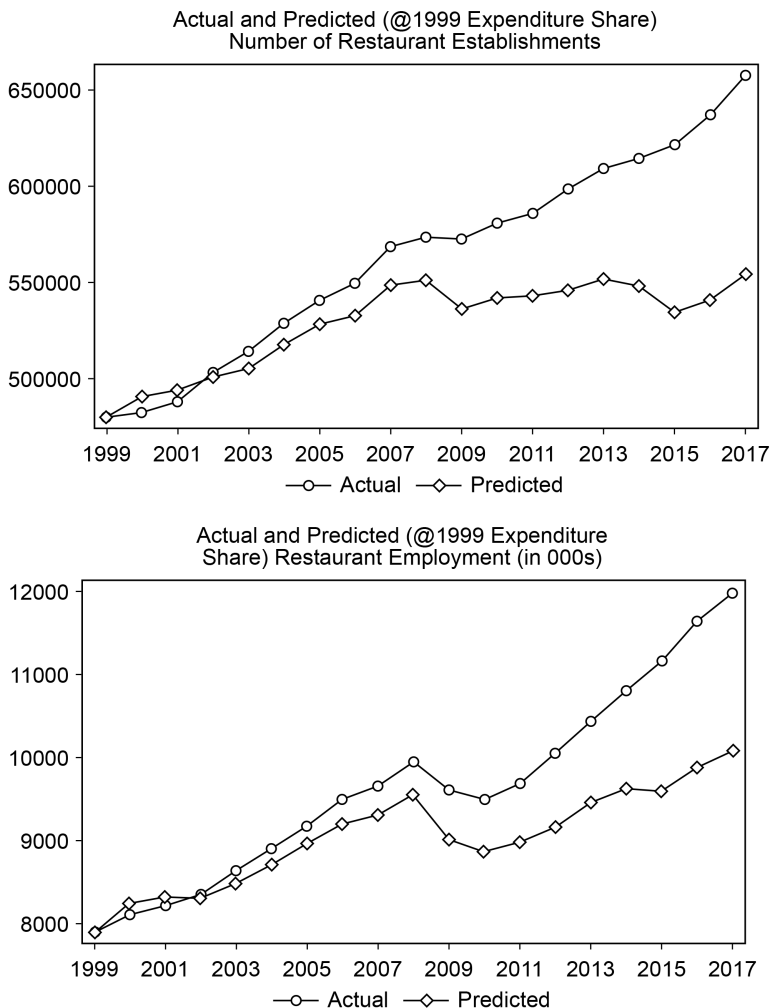 Actual and Predicted (@1999 Expenditure Share)
Number of Restaurant Establishments
650000
600000
550000
500000
1999 2001 2003 2005 2007 2009 2011 2013 2015 2017
Actual Predicted
Actual and Predicted (@1999 Expenditure
Share) Restaurant Employment (in 000s)
12000
11000
10000
9000
8000
1999 2001 2003 2005 2007 2009 2011 2013 2015 2017
Actual Predicted